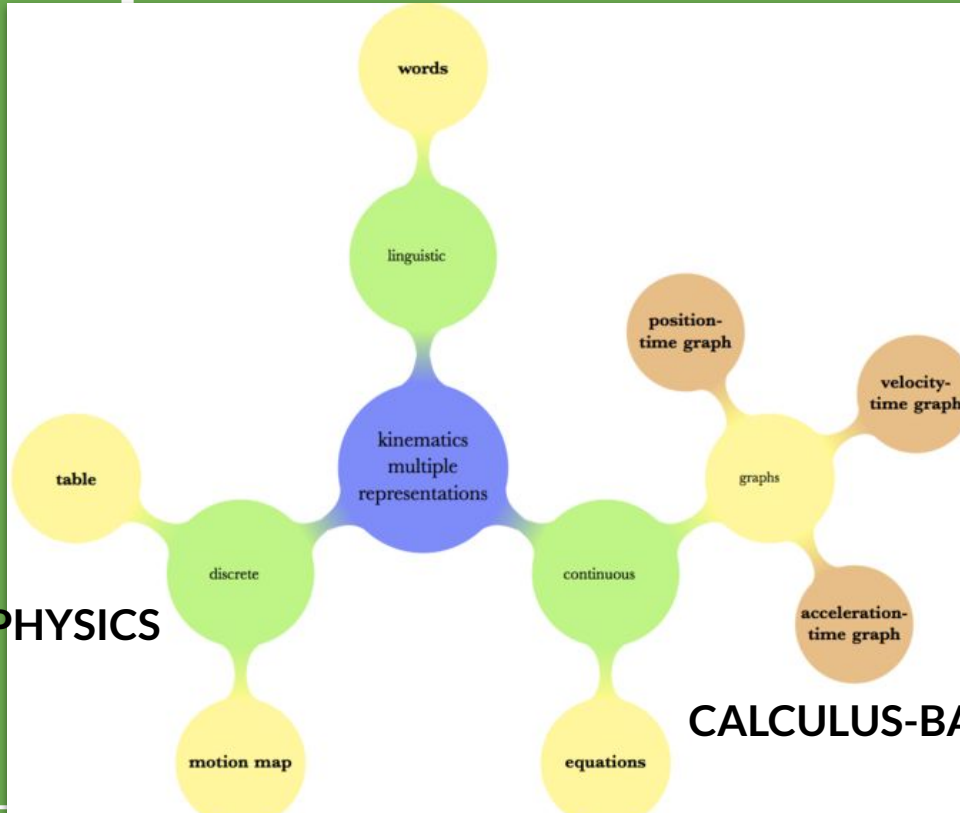 words
linguistic
position-
time graph
velocity-
time graph
kinematics
multiple
representations
table
graphs
discrete
continuous
PHYSICS
acceleration-
time graph
CALCULUS-BA
motion map
equations